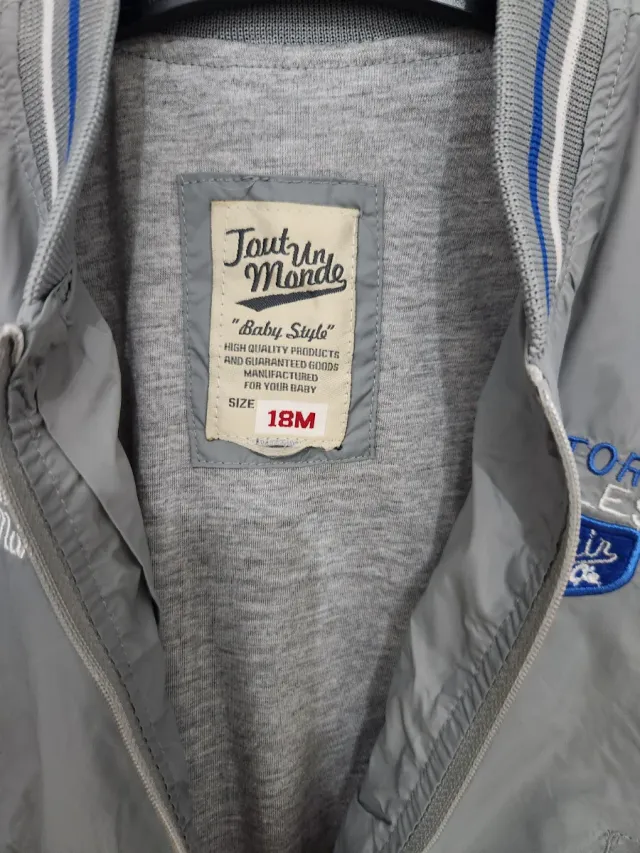 Tout Un
Monde
"Baby Style"
HIGH QUALITY PRODUCTS
AND GUARANTEED GOODS
MANUFACTURED
FOR YOUR BABY
SIZE 18M